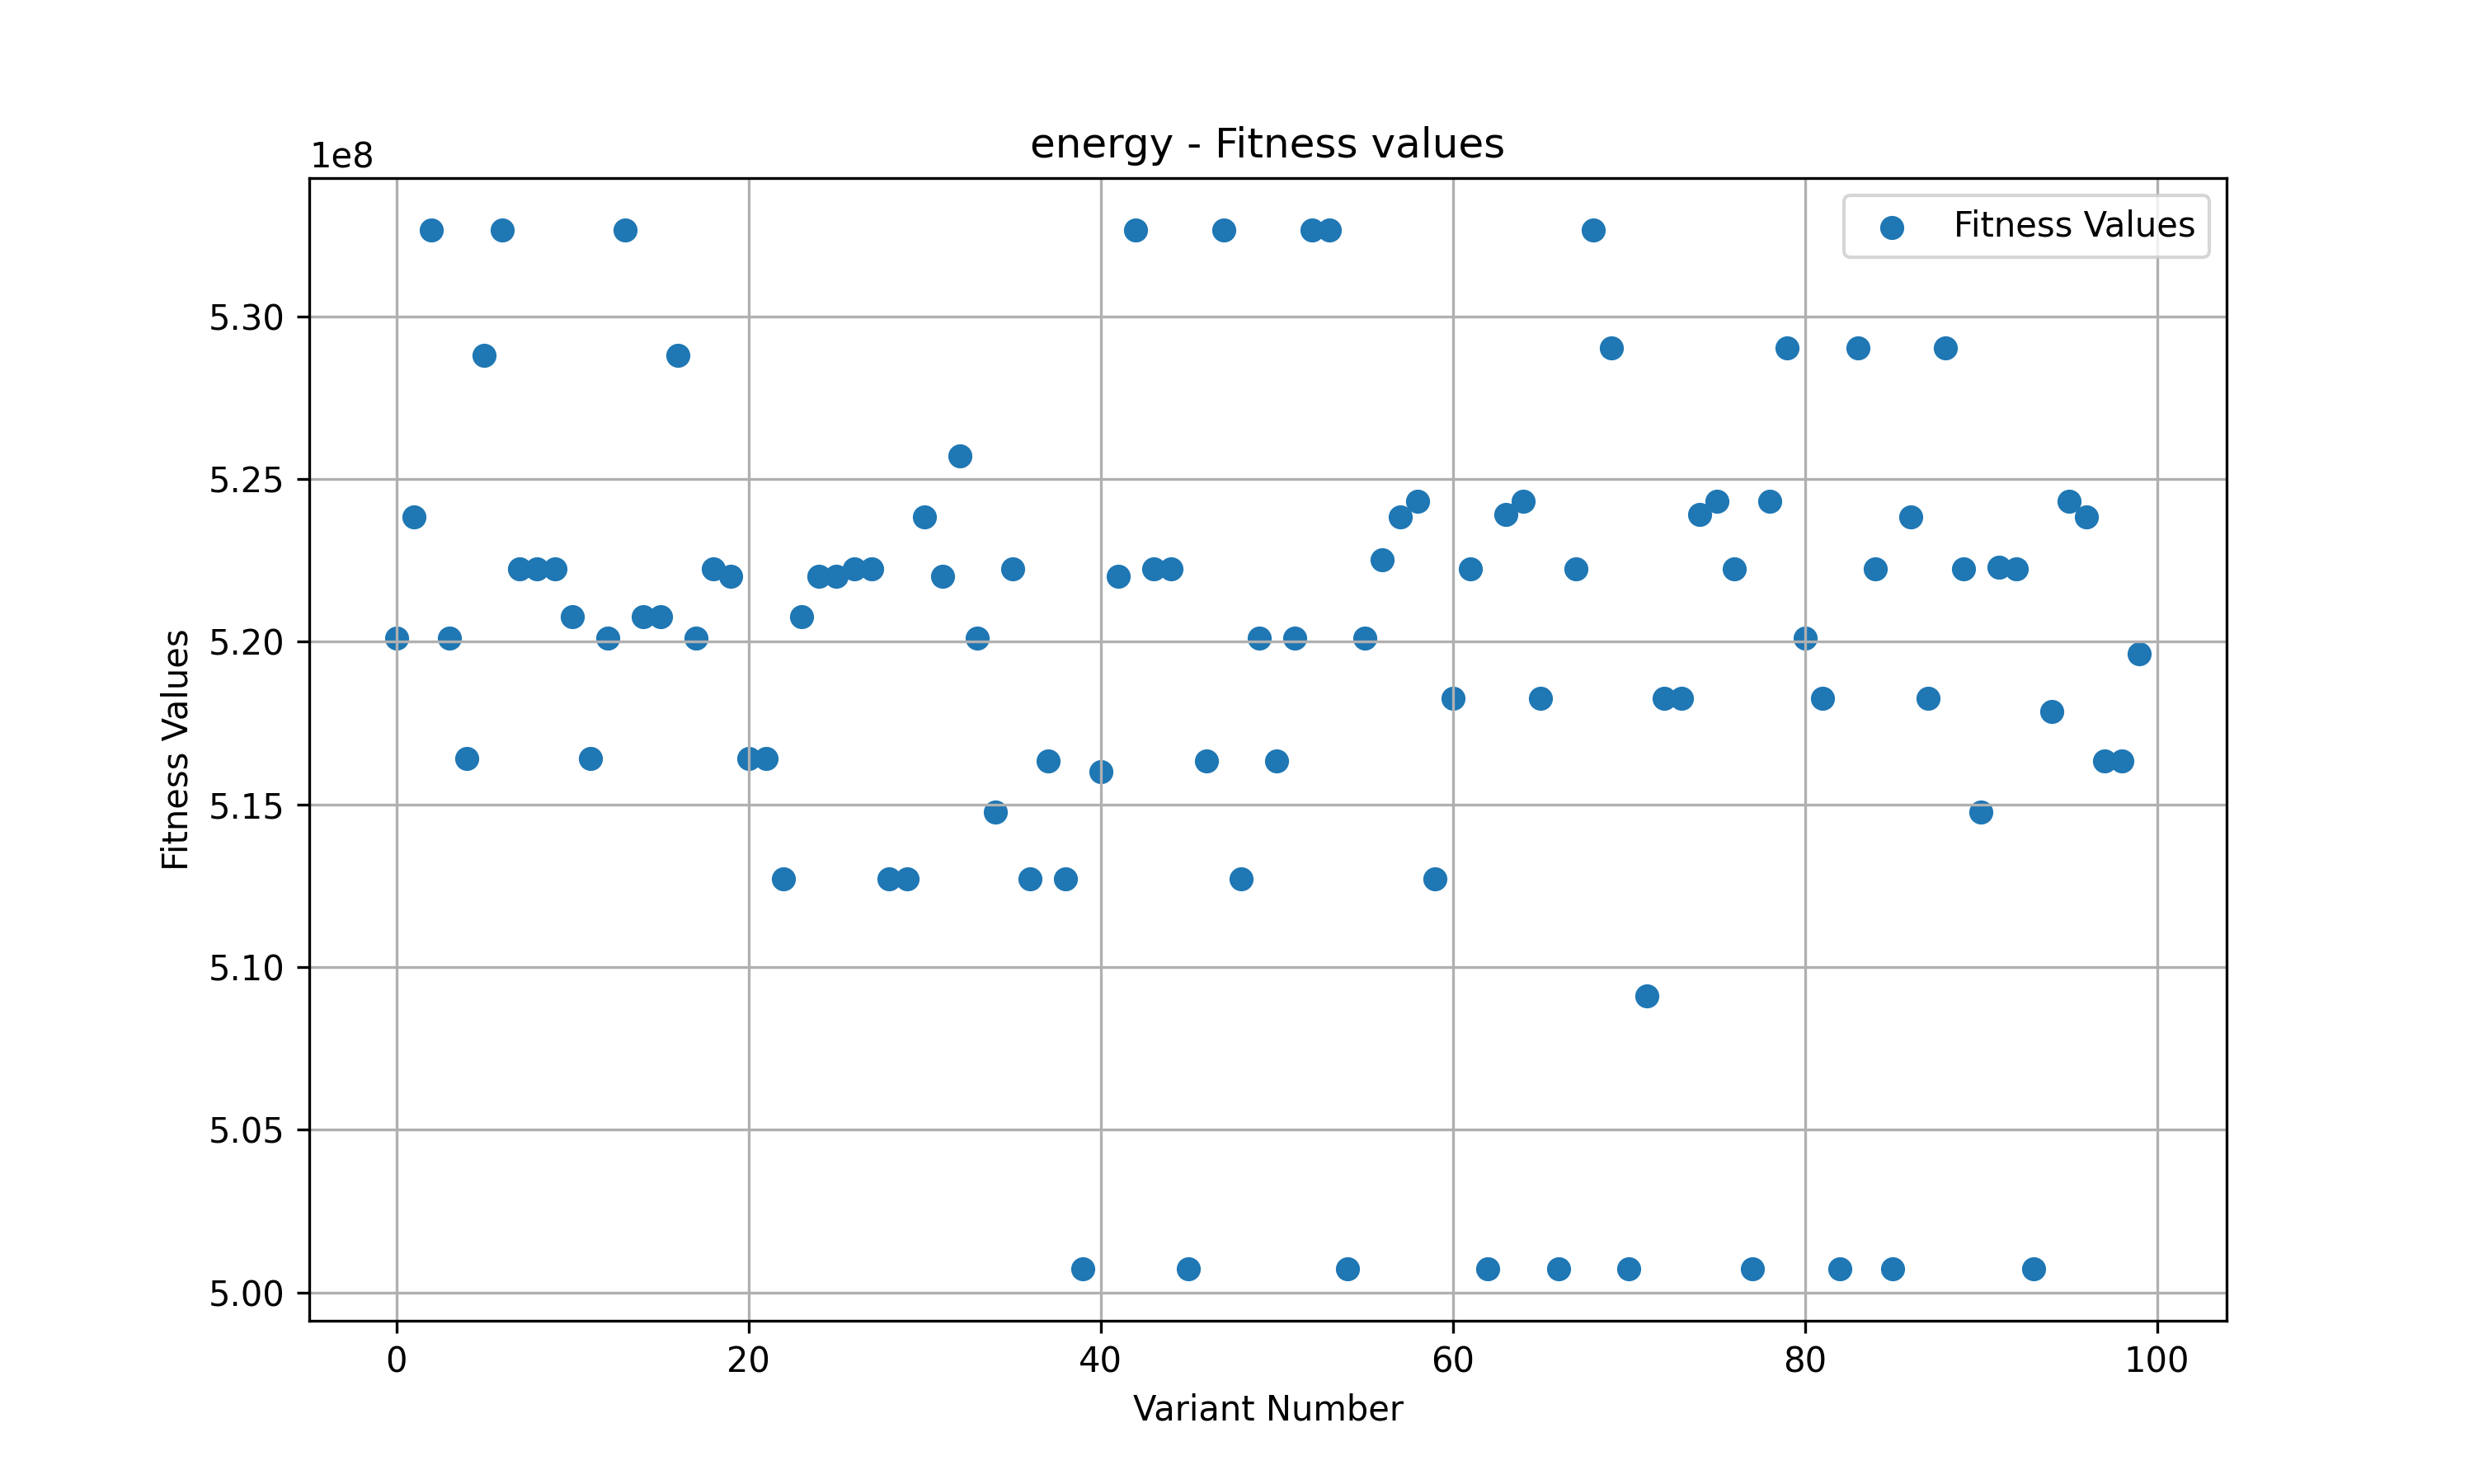 energy - Fitness values
1e8
Fitness Values
5.30
5.25
5.20
5.15
5.10
5.05
5.00
Fitness Values
0 20 40 60 80 100
Variant Number